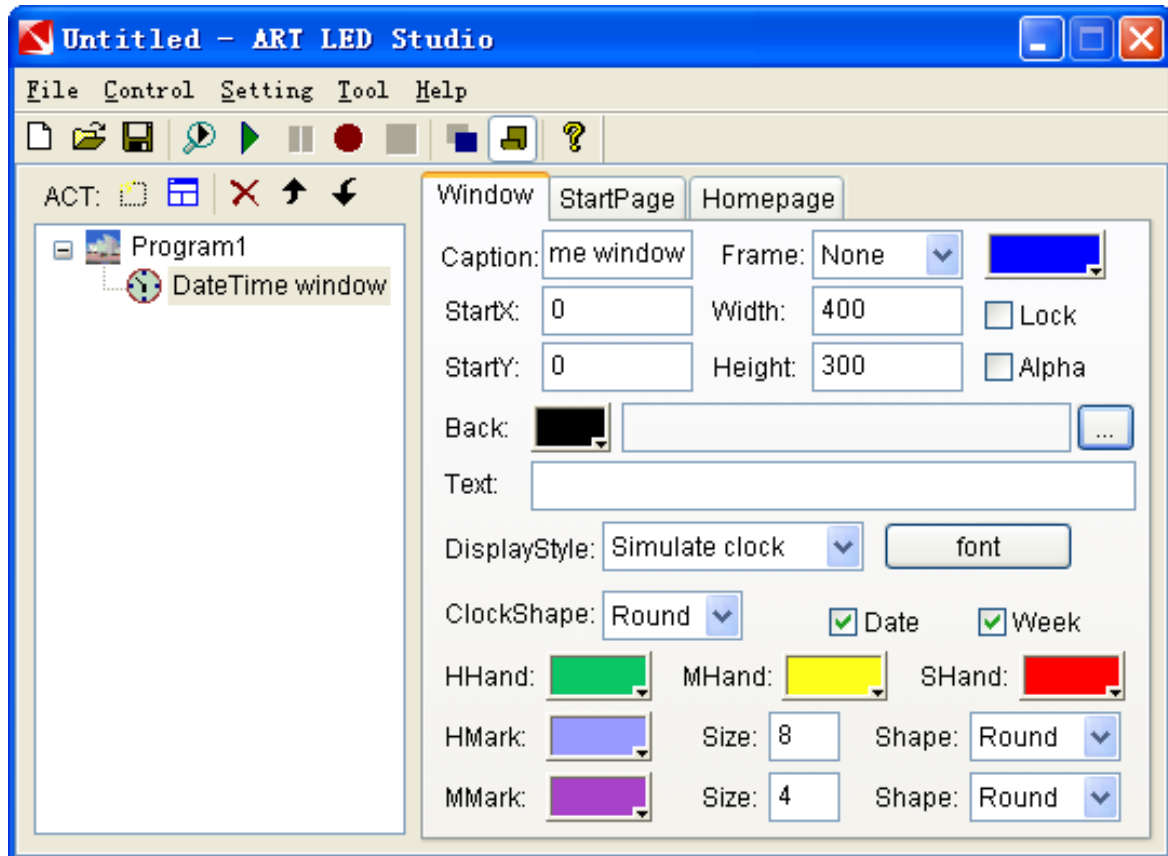 Untitled - ART LED Studio
File Control Setting Tool Help
ACT:
Program1
DateTime window
Window StartPage Homepage
Caption: me window Frame: None
StartX: 0 Width: 400 Lock
StartY: 0 Height: 300 Alpha
Back: ...
Text:
DisplayStyle: Simulate clock font
ClockShape: Round Date Week
HHand: MHand: SHand:
HMark: Size: 8 Shape: Round
MMark: Size: 4 Shape: Round